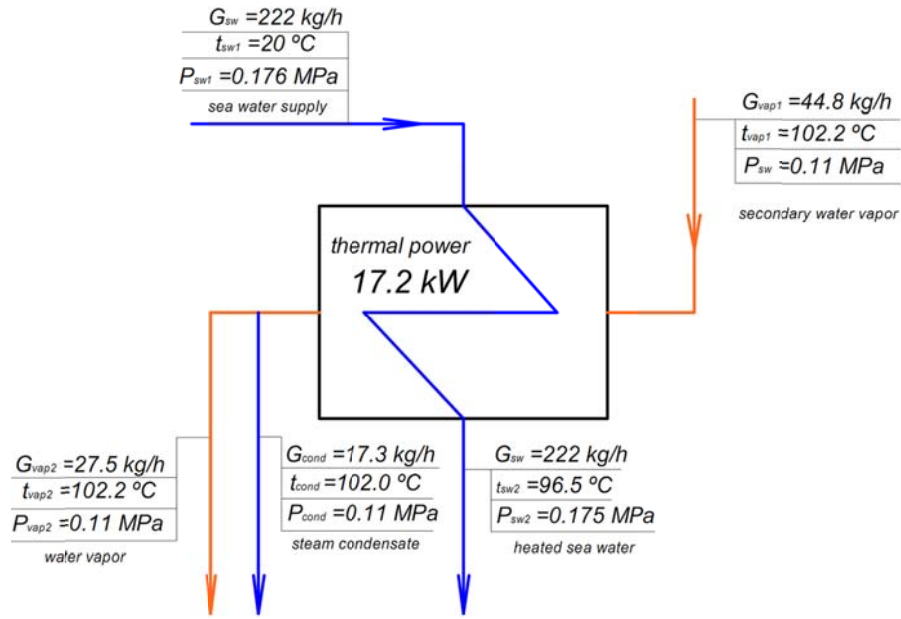 Gsw =222 kg/h
tsw1 =20 ºC
Psw1 =0.176 MPa
sea water supply
Gvap1 =44.8 kg/h
tvap1 =102.2 ºC
Psw =0.11 MPa
secondary water vapor
thermal power
17.2 kW
Gvap2 =27.5 kg/h
tvap2 =102.2 ºC
Pvap2 =0.11 MPa
water vapor
Gcond =17.3 kg/h
tcond =102.0 ºC
Pcond =0.11 MPa
steam condensate
Gsw =222 kg/h
tsw2 =96.5 ºC
Psw2 =0.175 MPa
heated sea water